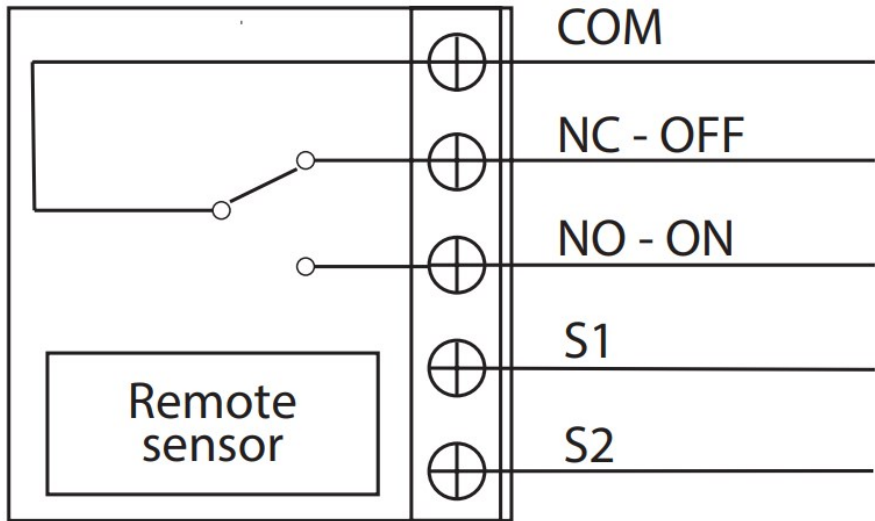 COM
NC - OFF
NO - ON
S1
Remote
sensor
S2